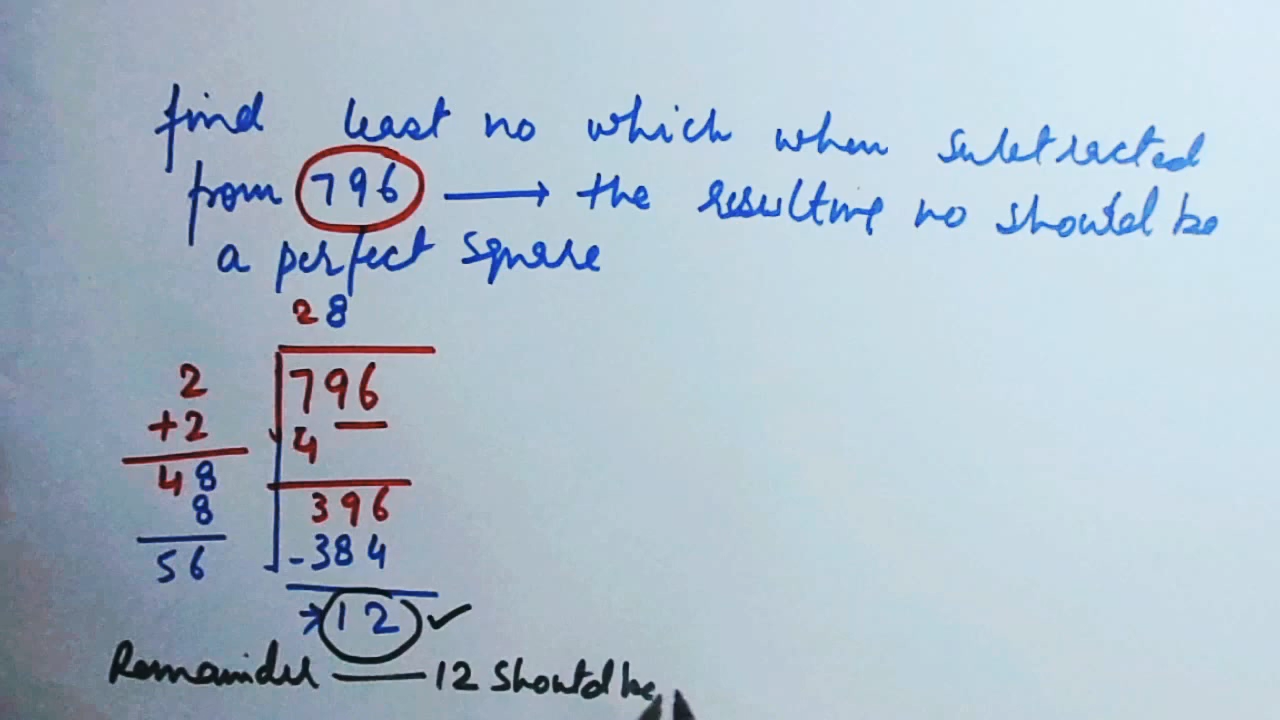 find least no which when subtracted
from 796 → the resulting no should be
a perfect square
28
2 796
+2 4
48 396
8 -384
56 12 ✓
Remainder — 12 should be